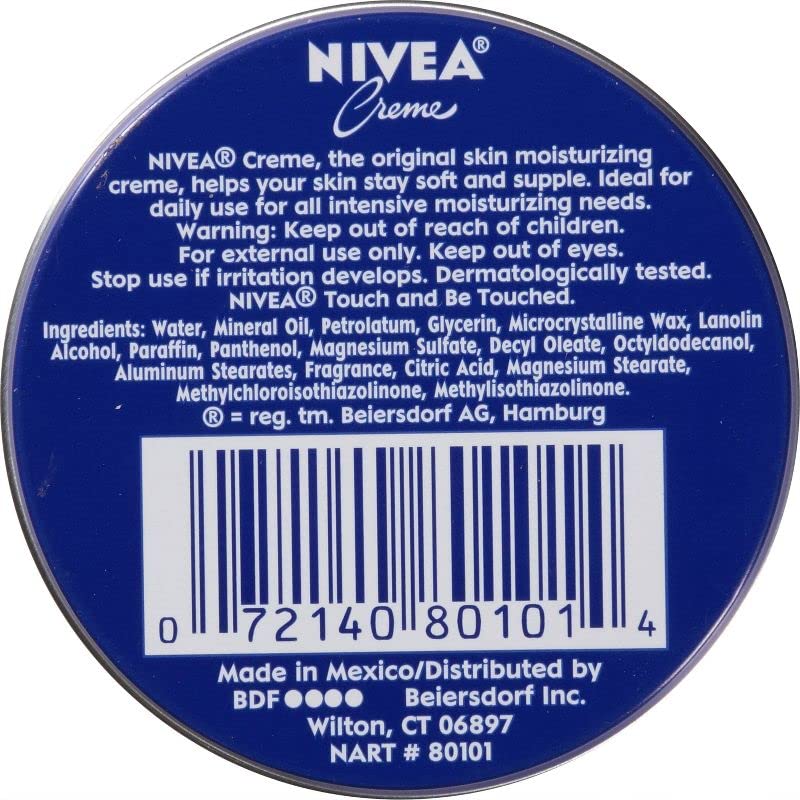 NIVEA®
Creme
NIVEA® Creme, the original skin moisturizing
creme, helps your skin stay soft and supple. Ideal for
daily use for all intensive moisturizing needs.
Warning: Keep out of reach of children.
For external use only. Keep out of eyes.
Stop use if irritation develops. Dermatologically tested.
NIVEA® Touch and Be Touched.
Ingredients: Water, Mineral Oil, Petrolatum, Glycerin, Microcrystalline Wax, Lanolin
Alcohol, Paraffin, Panthenol, Magnesium Sulfate, Decyl Oleate, Octyldodecanol,
Aluminum Stearates, Fragrance, Citric Acid, Magnesium Stearate,
Methylchloroisothiazolinone, Methylisothiazolinone.
® = reg. tm. Beiersdorf AG, Hamburg
0 72140 80101 4
Made in Mexico/Distributed by
BDF●●●● Beiersdorf Inc.
Wilton, CT 06897
NART # 80101